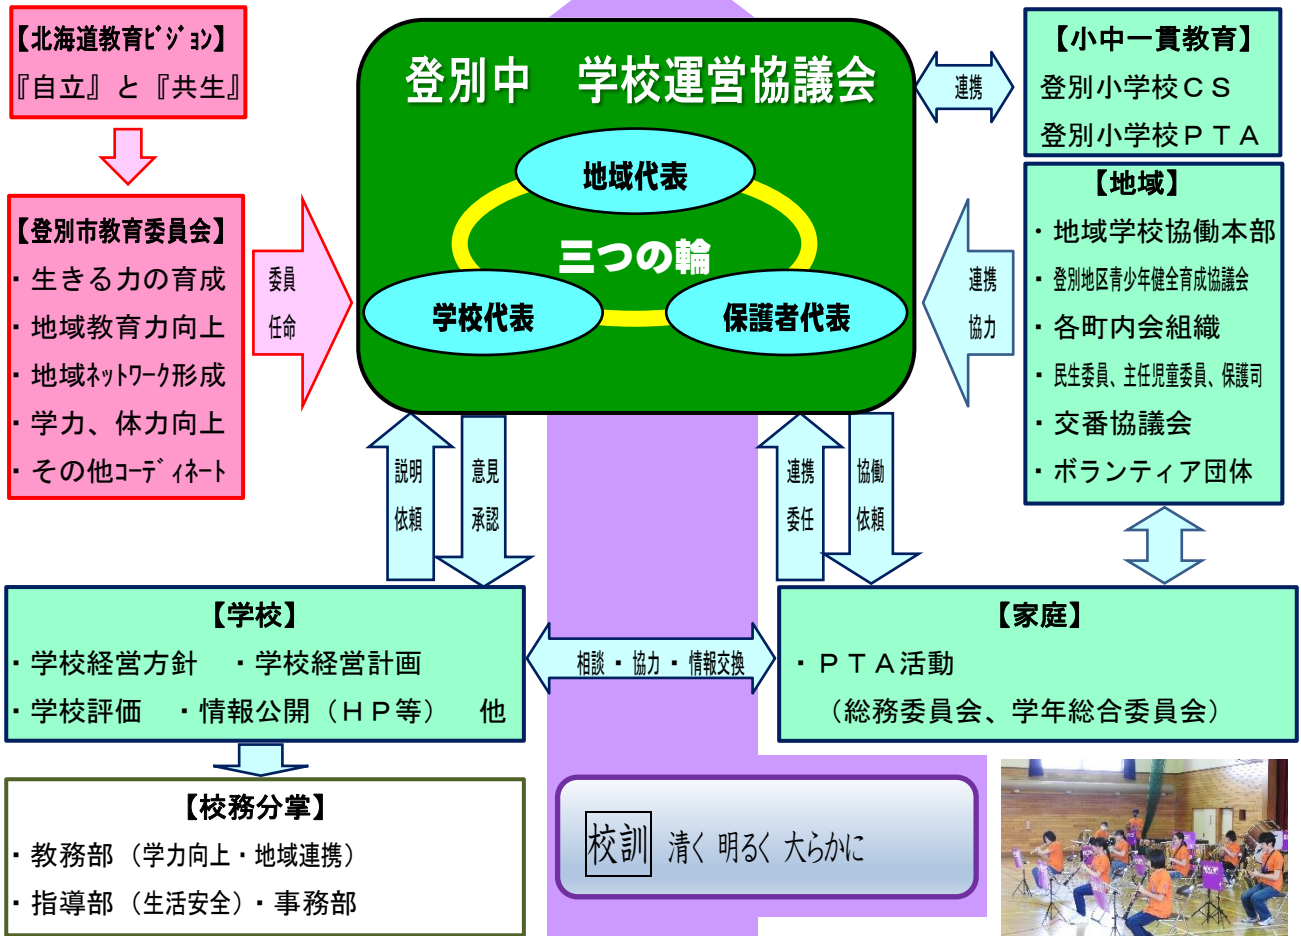 【北海道教育ﾋﾞｼﾞｮﾝ】
『自立』と『共生』
登別中　学校運営協議会
地域代表
三つの輪
学校代表
保護者代表
連携
【小中一貫教育】
登別小学校ＣＳ
登別小学校ＰＴＡ
【登別市教育委員会】
・生きる力の育成
・地域教育力向上
・地域ﾈｯﾄﾜｰｸ形成
・学力、体力向上
・その他ｺｰﾃﾞｨﾈｰﾄ
委員
任命
連携
協力
【地域】
・地域学校協働本部
・登別地区青少年健全育成協議会
・各町内会組織
・民生委員、主任児童委員、保護司
・交番協議会
・ボランティア団体
説明
依頼
意見
承認
連携
委任
協働
依頼
【学校】
・学校経営方針　・学校経営計画
・学校評価　・情報公開（ＨＰ等）　他
相談・協力・情報交換
【家庭】
・ＰＴＡ活動
（総務委員会、学年総合委員会）
【校務分掌】
・教務部（学力向上・地域連携）
・指導部（生活安全）・事務部
校訓 清く 明るく 大らかに